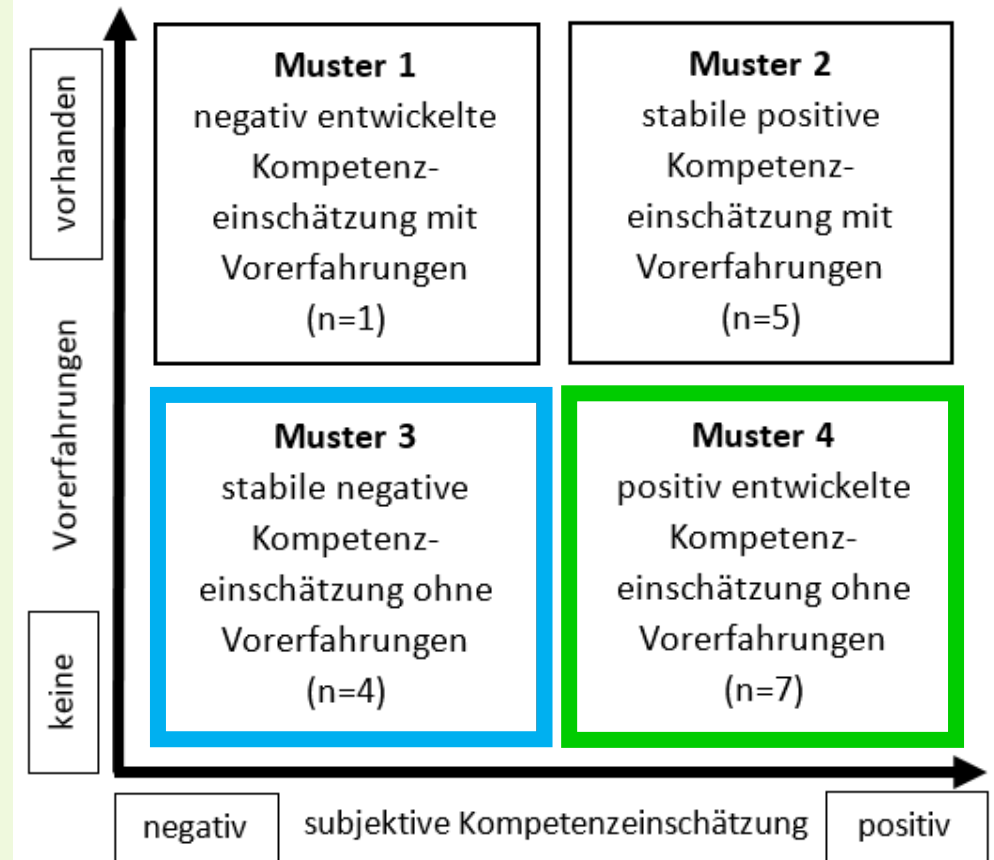 vorhanden
Vorerfahrungen
keine
Muster 1
negativ entwickelte
Kompetenz-
einschätzung mit
Vorerfahrungen
(n=1)
Muster 2
stabile positive
Kompetenz-
einschätzung mit
Vorerfahrungen
(n=5)
Muster 3
stabile negative
Kompetenz-
einschätzung ohne
Vorerfahrungen
(n=4)
Muster 4
positiv entwickelte
Kompetenz-
einschätzung ohne
Vorerfahrungen
(n=7)
negativ subjektive Kompetenzeinschätzung positiv